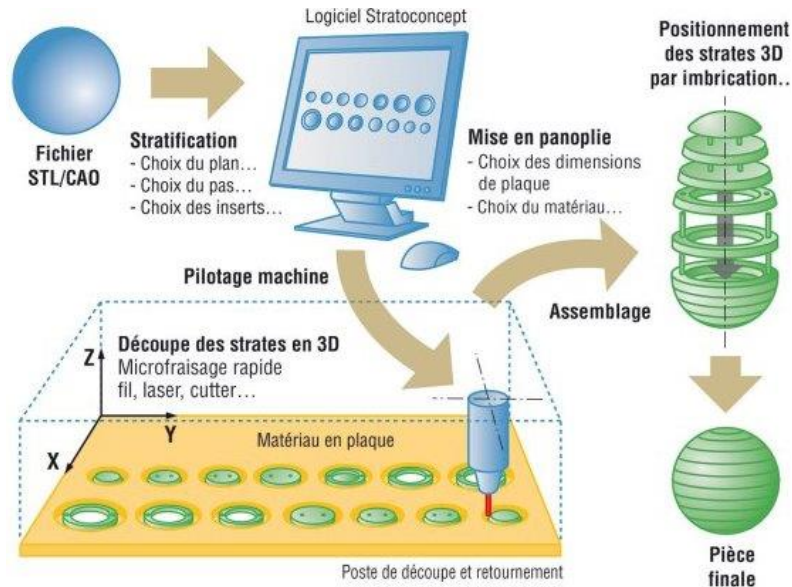 Logiciel Stratoconcept
Fichier
STL/CAO
Stratification
- Choix du plan…
- Choix du pas…
- Choix des inserts…
Mise en panoplie
- Choix des dimensions
de plaque
- Choix du matériau…
Positionnement
des strates 3D
par imbrication..
Pilotage machine
Assemblage
Découpe des strates en 3D
Microfraisage rapide
fil, laser, cutter…
Z
Y
X
Matériau en plaque
Poste de découpe et retournement
Pièce
finale